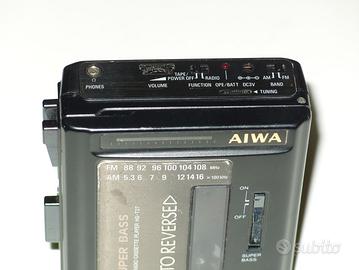 PHONES
VOLUME
TAPE/
POWER OFF RADIO
FUNCTION
OPE/BATT
DC3V
AM FM
BAND
TUNING
AIWA
FM 88 92 96 100 104 108 MHz
AM 5.3 6 7 9 12 14 16 ×100kHz
SUPER BASS
AUTO REVERSE
ON
OFF
SUPER
BASS
subito